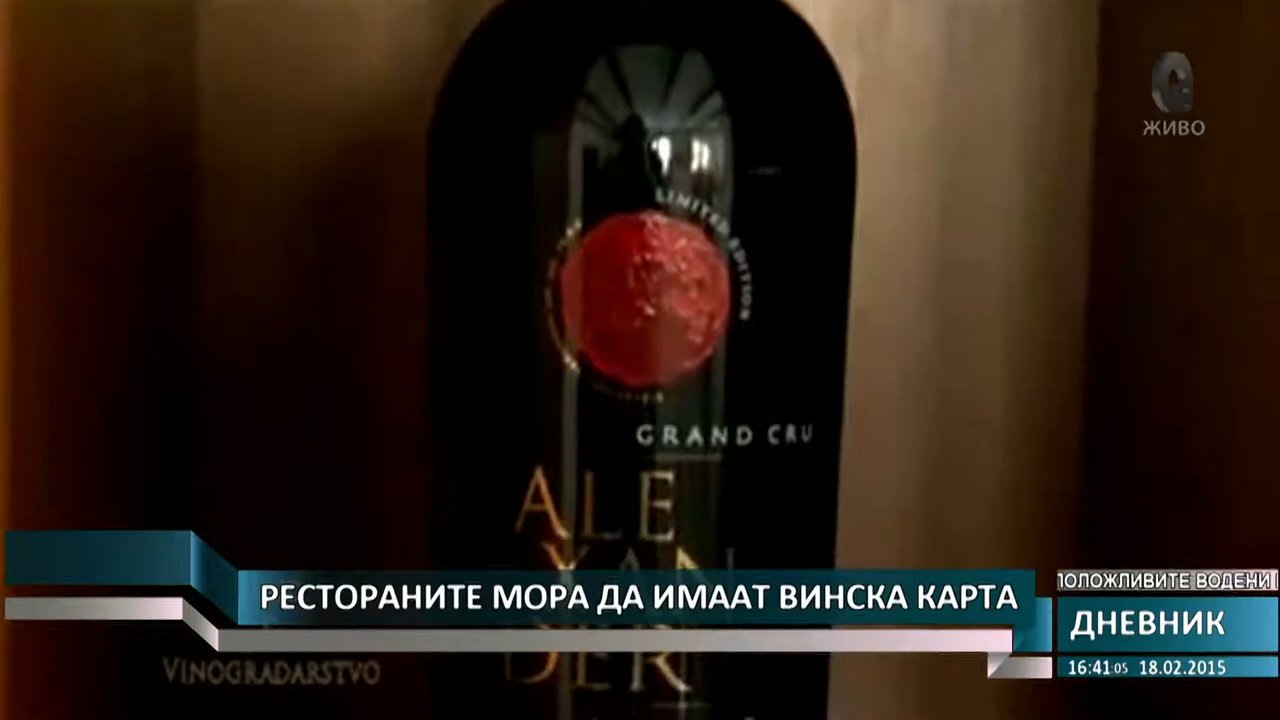 ЖИВО
LIMITED EDITION
GRAND CRU
ALE
XAN
DER
РЕСТОРАНИТЕ МОРА ДА ИМААТ ВИНСКА КАРТА
ПОЛОЖЛИВИТЕ ВОДЕНИ
ДНЕВНИК
16:41:05 18.02.2015
VINOGRADARSTVO